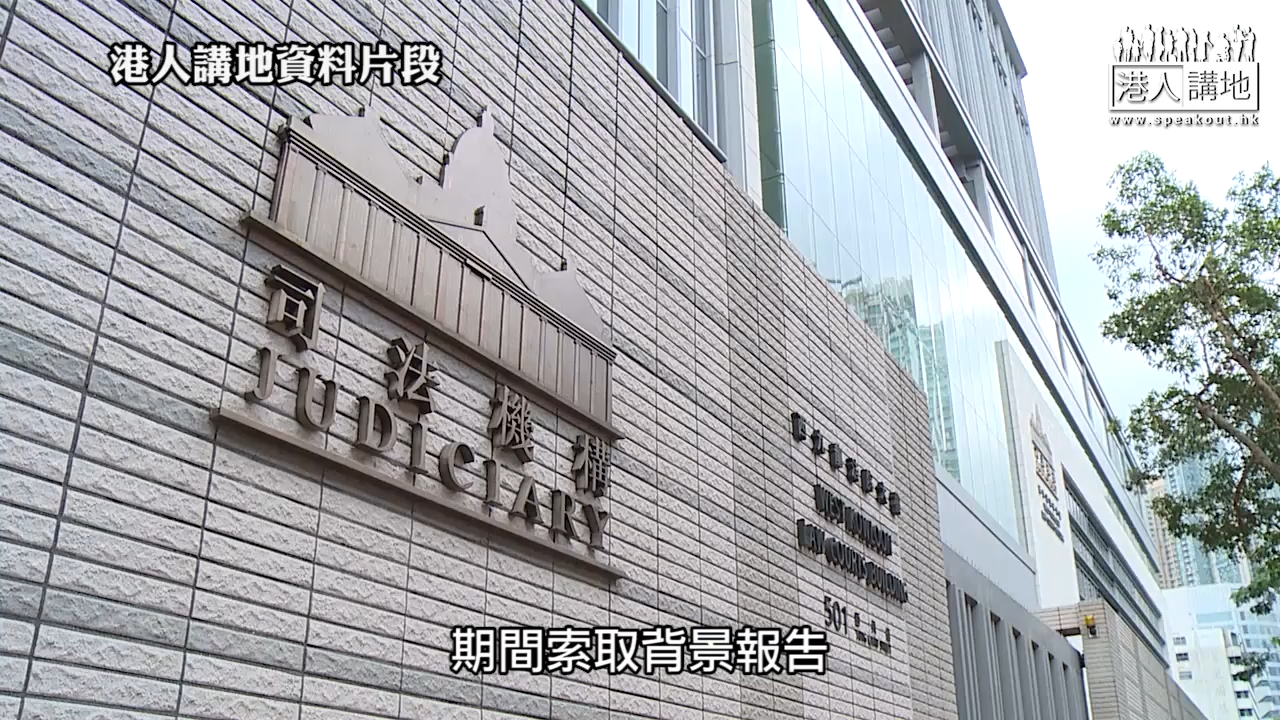 港人講地資料片段
港人講地
www.speakout.hk
司法機構
JUDICIARY
WEST KOWLOON
LAW COURTS BUILDING
501
期間索取背景報告